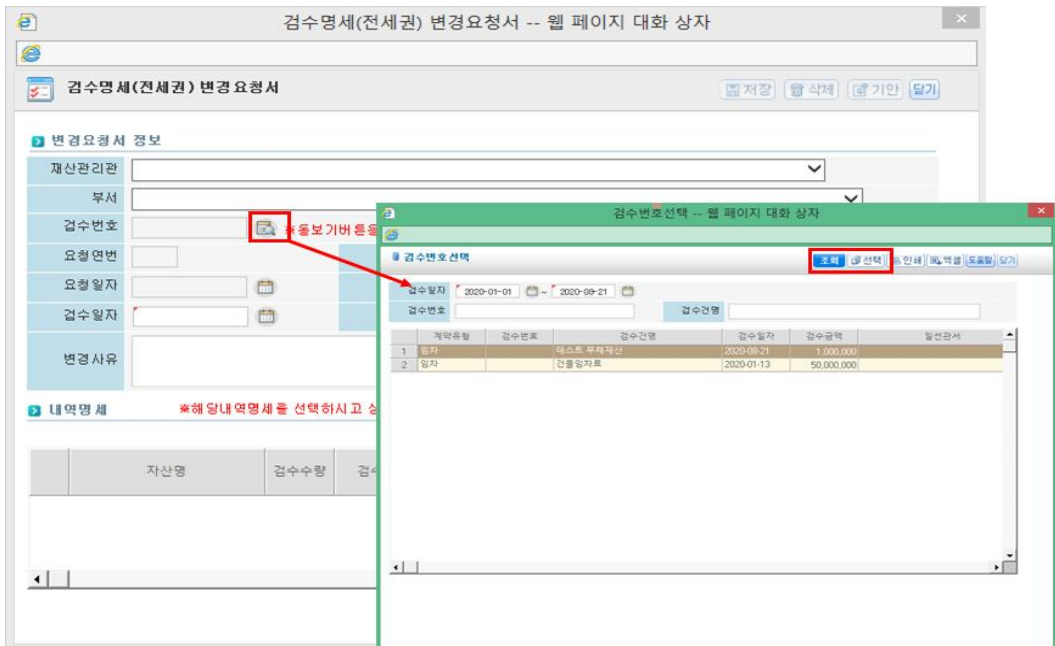 검수명세(전세권) 변경요청서 -- 웹 페이지 대화 상자
검수명세(전세권) 변경요청서
저장 삭제 기안 닫기
변경요청서 정보
재산관리관
부서
검수번호 ※돋보기버튼을
요청연번
요청일자
검수일자
변경사유
내역명세 ※해당내역명세를 선택하시고
자산명 검수수량
검수번호선택 -- 웹 페이지 대화 상자
검수번호선택
조회 선택 인쇄 엑셀 도움말 닫기
검수일자 2020-01-01 ~ 2020-08-21
검수번호 검수건명
계약유형 검수번호 검수건명 검수일자 검수금액 일선관서
1 임차 테스트 무체재산 2020-08-21 1,000,000
2 임차 건물임차료 2020-01-13 50,000,000